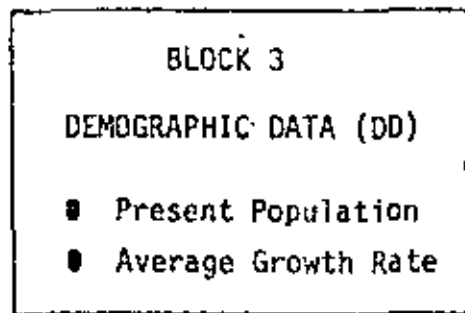 BLOCK 3
DEMOGRAPHIC DATA (DD)
• Present Population
• Average Growth Rate